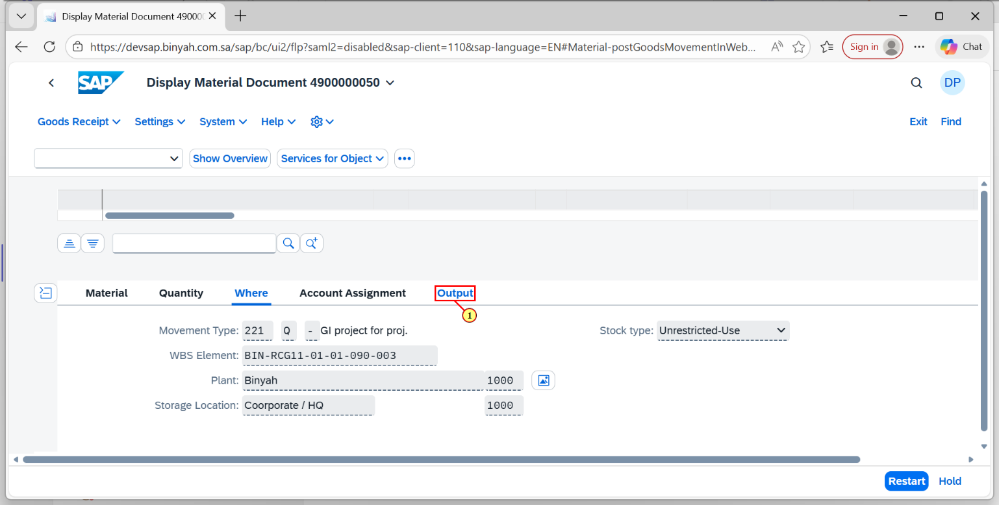 Display Material Document 49000
https://devsap.binyah.com.sa/sap/bc/ui2/flp?saml2=disabled&sap-client=110&sap-language=EN#Material-postGoodsMovementInWeb...
Sign in
Chat
SAP
Display Material Document 4900000050
DP
Goods Receipt Settings System Help
Exit Find
Show Overview Services for Object
Material Quantity Where Account Assignment Output
1
Movement Type: 221 Q - GI project for proj. Stock type: Unrestricted-Use
WBS Element: BIN-RCG11-01-01-090-003
Plant: Binyah 1000
Storage Location: Coorporate / HQ 1000
Restart Hold